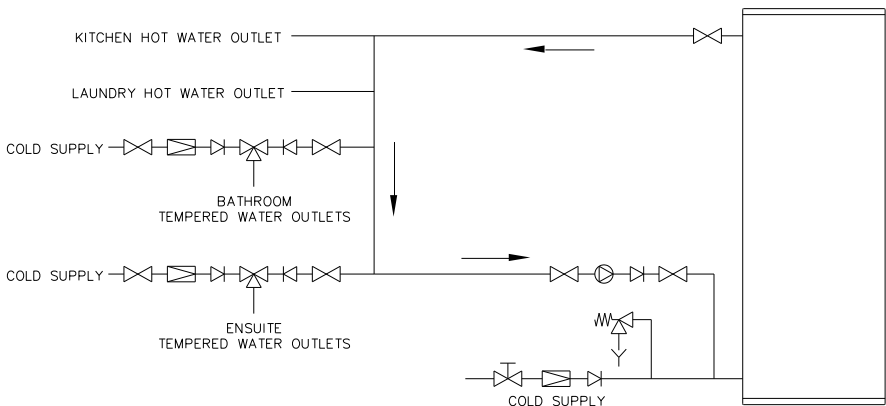 KITCHEN HOT WATER OUTLET
LAUNDRY HOT WATER OUTLET
COLD SUPPLY
BATHROOM
TEMPERED WATER OUTLETS
COLD SUPPLY
ENSUITE
TEMPERED WATER OUTLETS
COLD SUPPLY